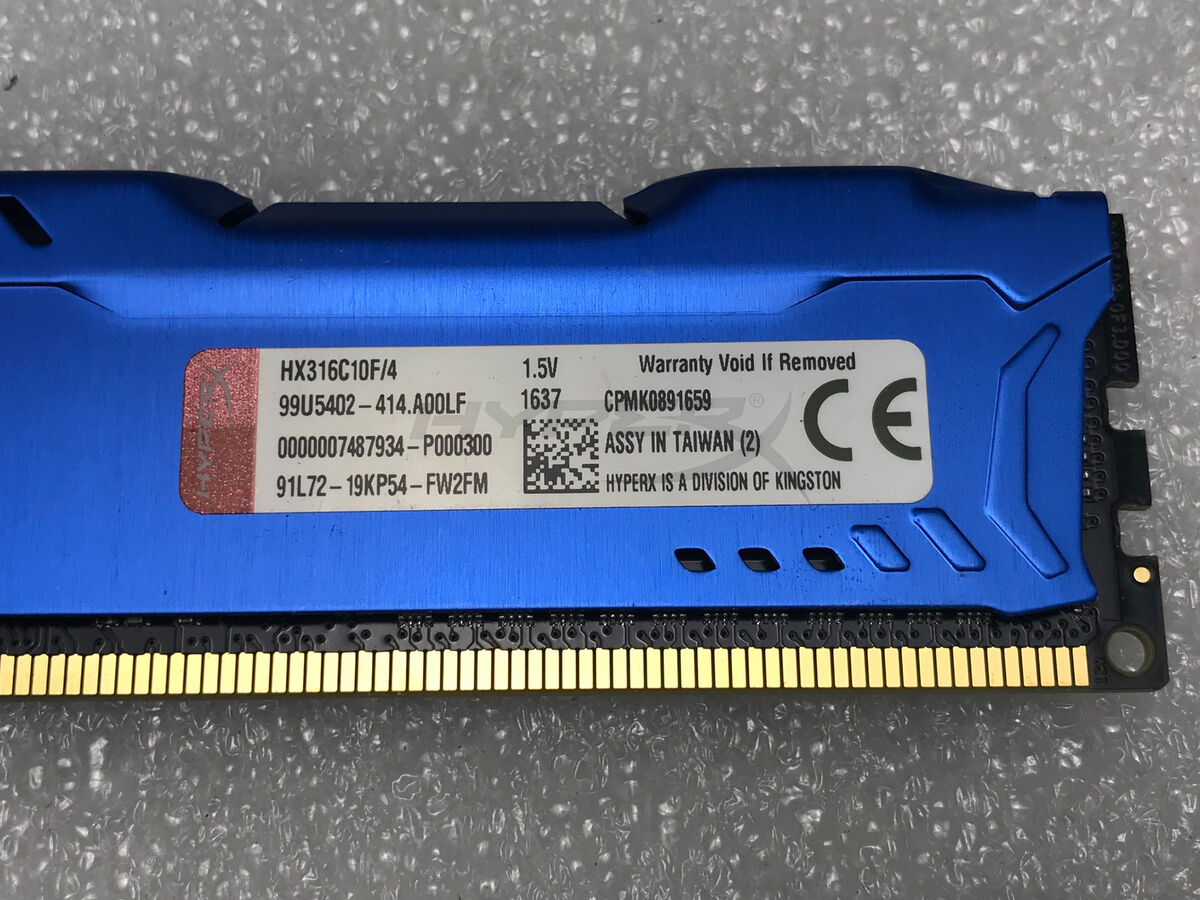 HX316C10F/4 1.5V Warranty Void If Removed
99U5402-414.A00LF 1637 CPMK0891659
0000007487934-P000300 ASSY IN TAIWAN (2)
91L72-19KP54-FW2FM HYPERX IS A DIVISION OF KINGSTON
HYPERX
HYPERX®
CE